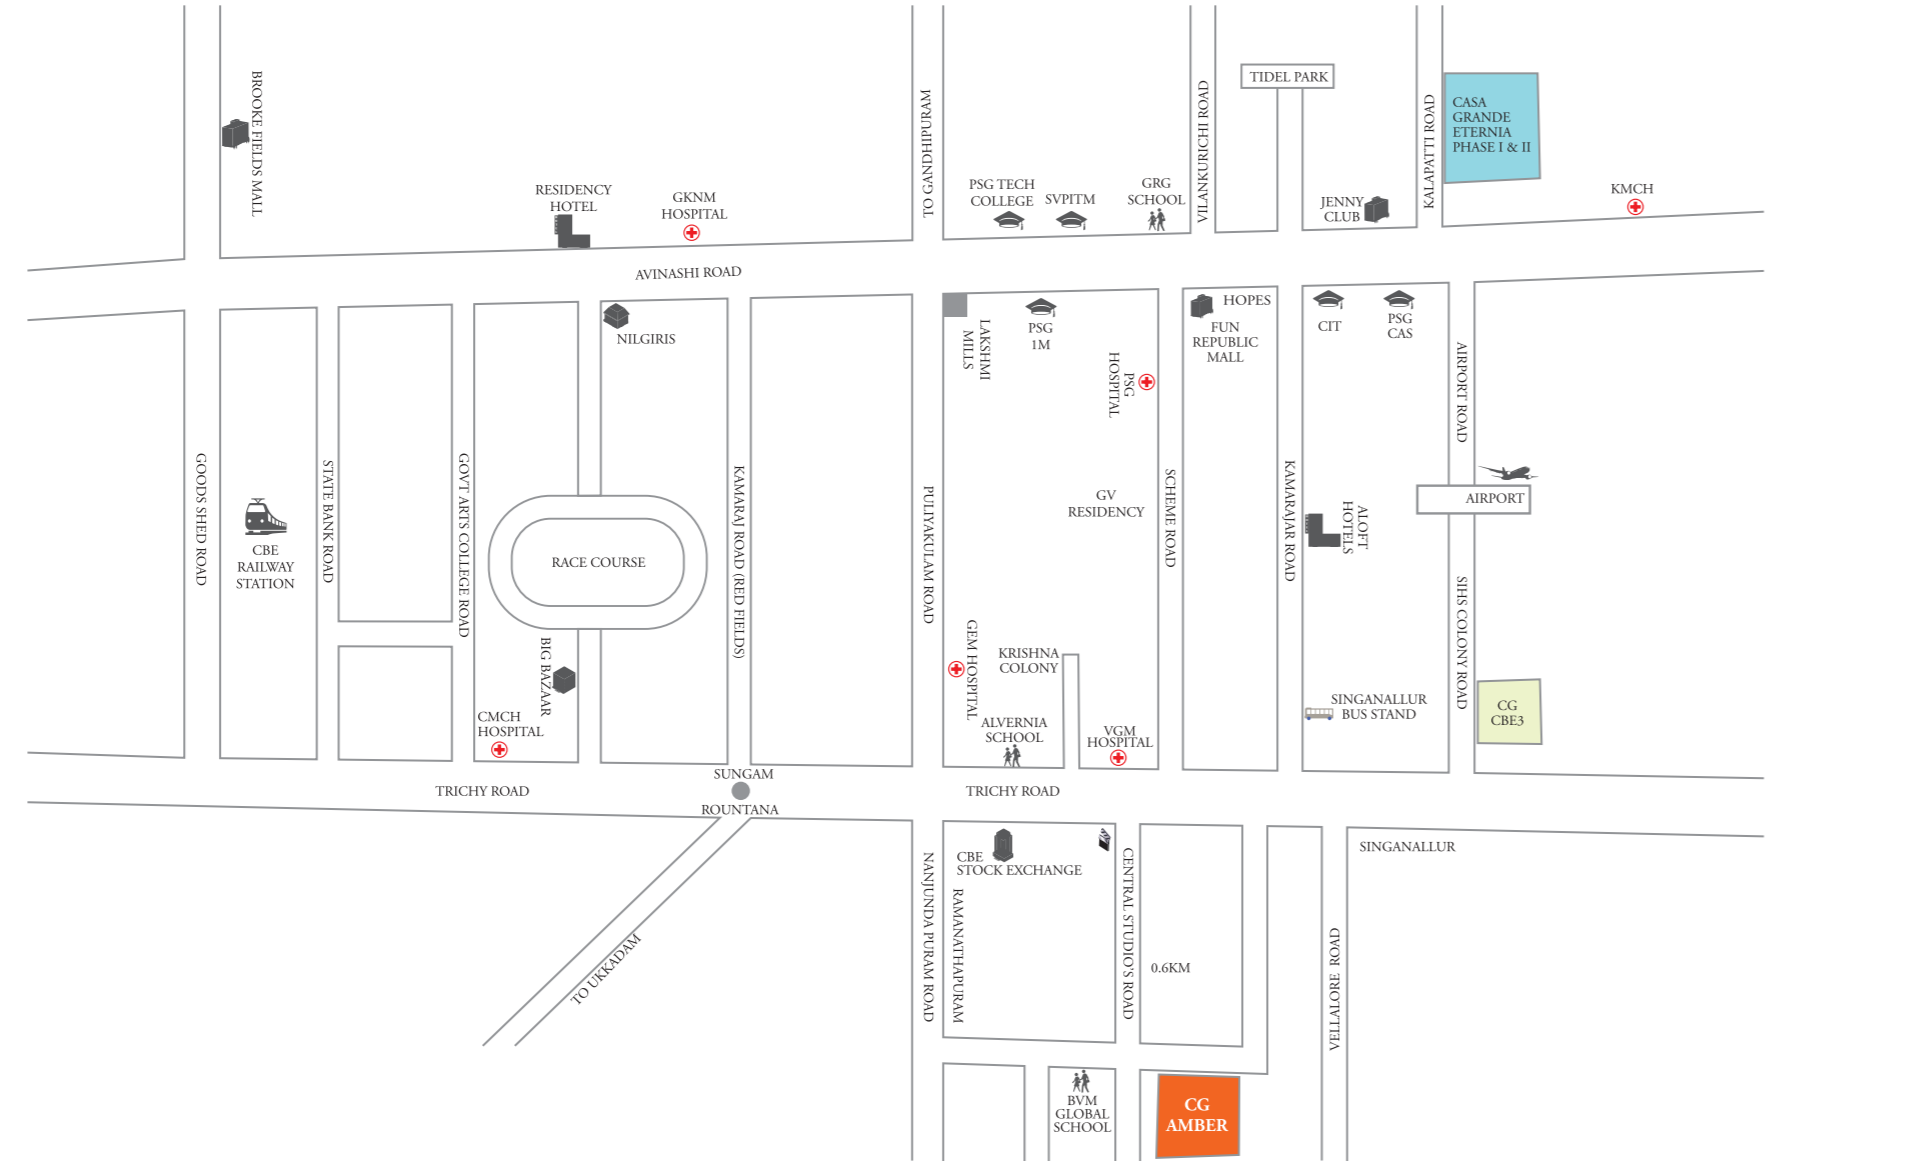 BROOKE FIELDS MALL
RESIDENCY
HOTEL
GKNM
HOSPITAL
TO GANDHIPURAM
PSG TECH
COLLEGE
SVPITM
GRG
SCHOOL
VILANKURICHI ROAD
TIDEL PARK
JENNY
CLUB
KALAPATTI ROAD
CASA
GRANDE
ETERNIA
PHASE I & II
KMCH
AVINASHI ROAD
NILGIRIS
LAKSHMI
MILLS
PSG
1M
PSG
HOSPITAL
HOPES
FUN
REPUBLIC
MALL
CIT
PSG
CAS
AIRPORT ROAD
GOODS SHED ROAD
CBE
RAILWAY
STATION
STATE BANK ROAD
GOVT ARTS COLLEGE ROAD
RACE COURSE
KAMARAJ ROAD (RED FIELDS)
PULIYAKULAM ROAD
GV
RESIDENCY
SCHEME ROAD
KAMARAJAR ROAD
ALOFT
HOTELS
AIRPORT
SIHS COLONY ROAD
BIG BAZAAR
CMCH
HOSPITAL
GEM HOSPITAL
KRISHNA
COLONY
ALVERNIA
SCHOOL
VGM
HOSPITAL
SINGANALLUR
BUS STAND
CG
CBE3
SUNGAM
ROUNTANA
TRICHY ROAD
TRICHY ROAD
TO UKKADAM
NANJUNDA PURAM ROAD
CBE
STOCK EXCHANGE
RAMANATHAPURAM
CENTRAL STUDIO'S ROAD
0.6KM
VELLALORE ROAD
SINGANALLUR
BVM
GLOBAL
SCHOOL
CG
AMBER